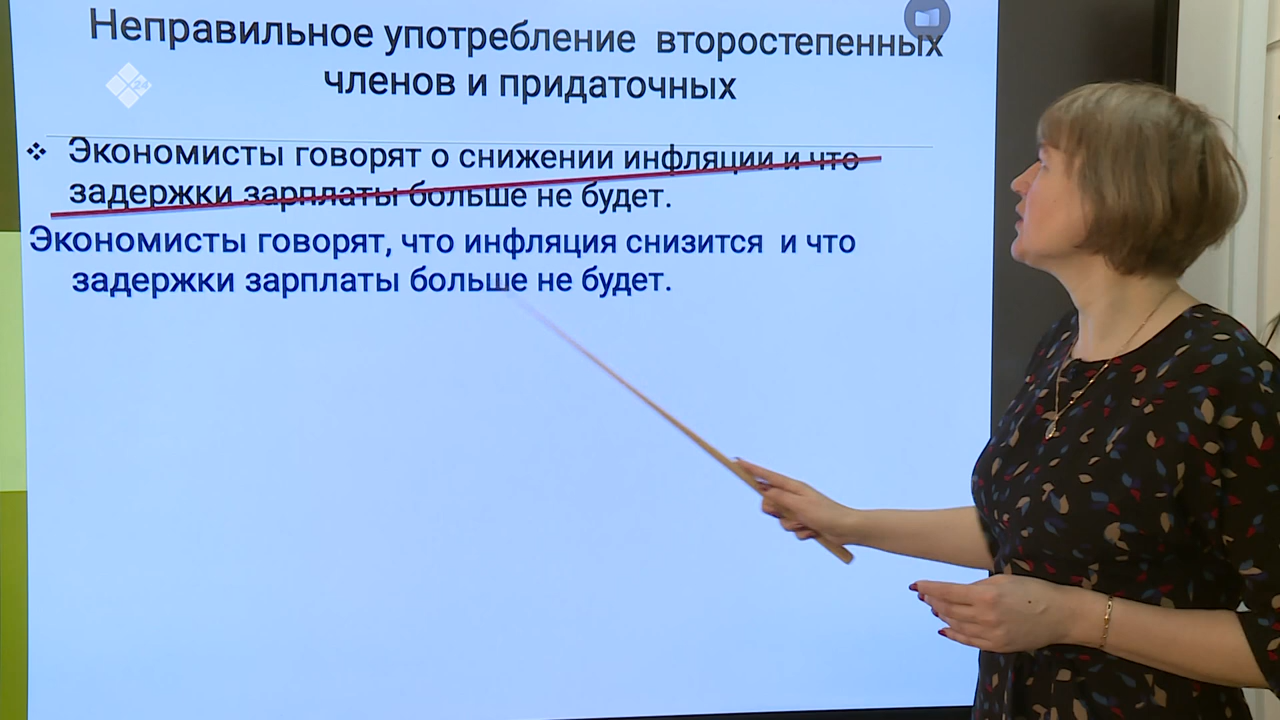 Неправильное употребление второстепенных
членов и придаточных
24
❖ Экономисты говорят о снижении инфляции и что
задержки зарплаты больше не будет.
Экономисты говорят, что инфляция снизится и что
задержки зарплаты больше не будет.